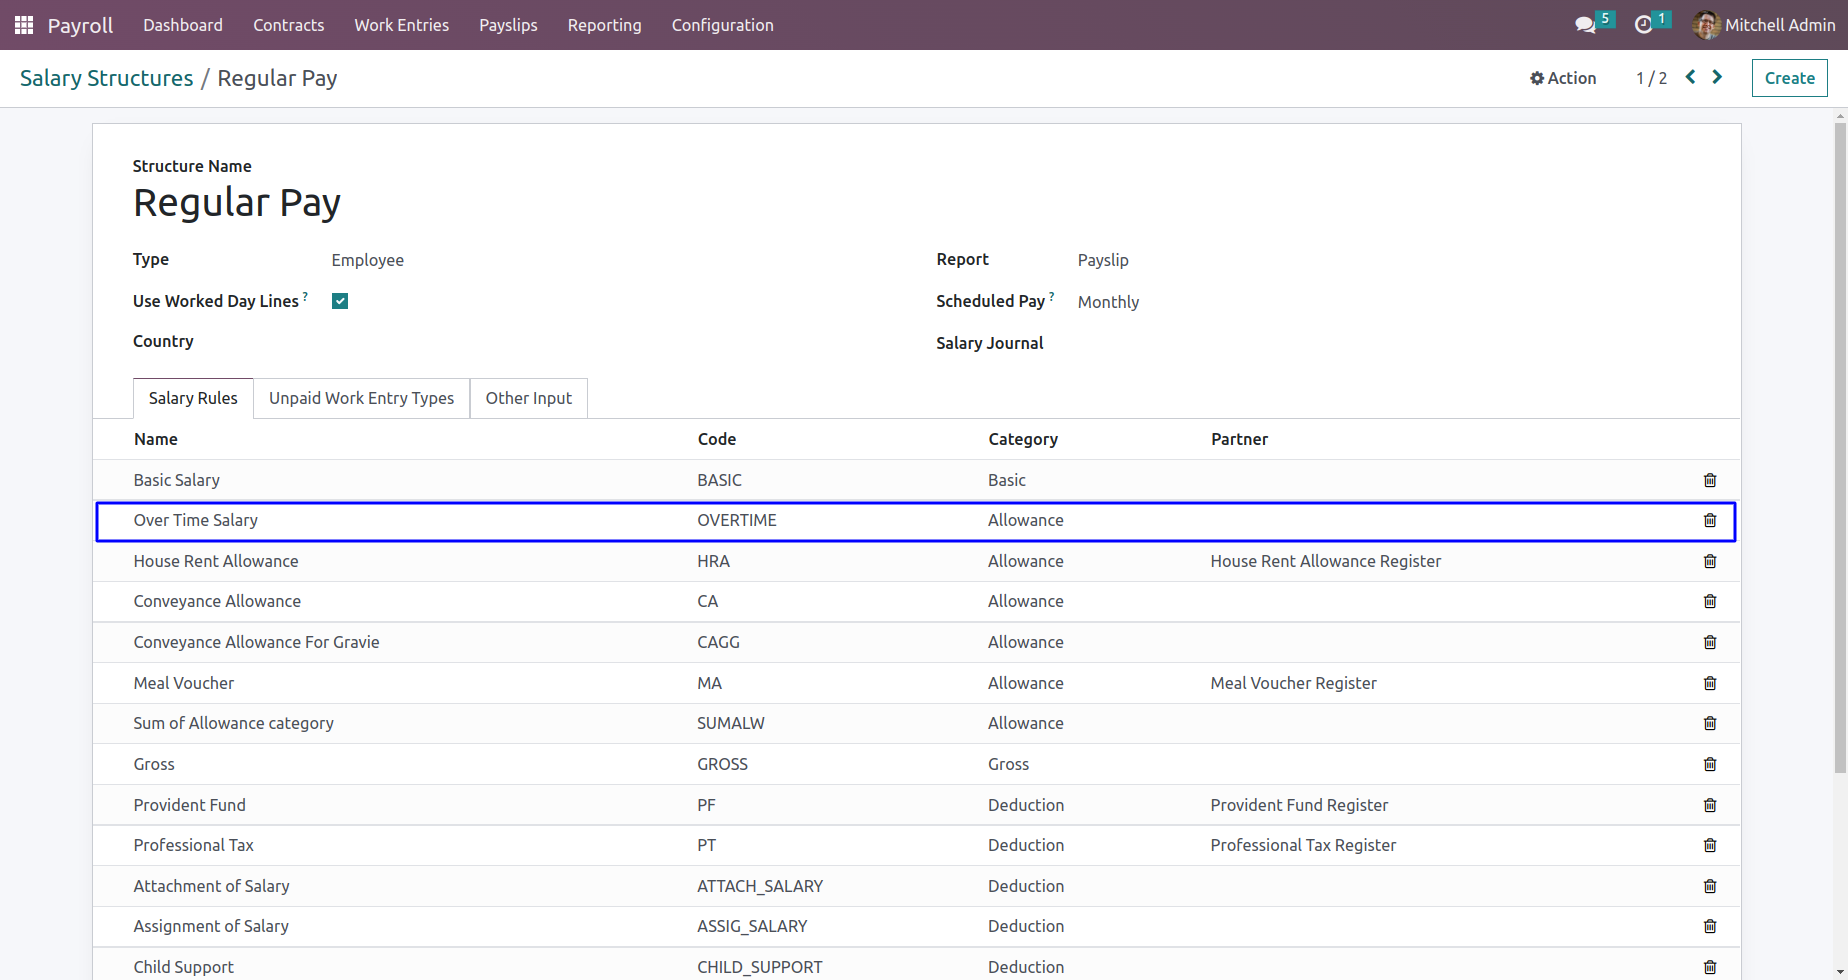 Payroll Dashboard Contracts Work Entries Payslips Reporting Configuration 5 1 Mitchell Admin
Salary Structures / Regular Pay Action 1 / 2 Create
Structure Name
Regular Pay
Type Employee Report Payslip
Use Worked Day Lines ? Scheduled Pay ? Monthly
Country Salary Journal
Salary Rules Unpaid Work Entry Types Other Input
Name Code Category Partner
Basic Salary BASIC Basic
Over Time Salary OVERTIME Allowance
House Rent Allowance HRA Allowance House Rent Allowance Register
Conveyance Allowance CA Allowance
Conveyance Allowance For Gravie CAGG Allowance
Meal Voucher MA Allowance Meal Voucher Register
Sum of Allowance category SUMALW Allowance
Gross GROSS Gross
Provident Fund PF Deduction Provident Fund Register
Professional Tax PT Deduction Professional Tax Register
Attachment of Salary ATTACH_SALARY Deduction
Assignment of Salary ASSIG_SALARY Deduction
Child Support CHILD_SUPPORT Deduction